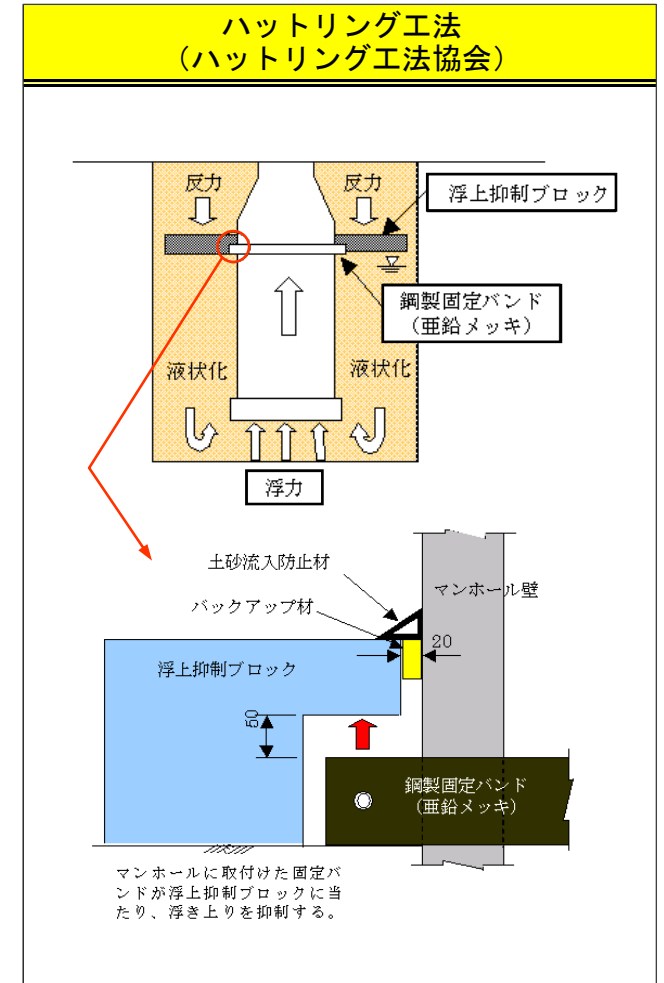 ハットリング工法
（ハットリング工法協会）
反力
反力
浮上抑制ブロック
鋼製固定バンド
（亜鉛メッキ）
液状化
液状化
浮力
土砂流入防止材
マンホール壁
バックアップ材
20
浮上抑制ブロック
50
鋼製固定バンド
（亜鉛メッキ）
マンホールに取付けた固定バ
ンドが浮上抑制ブロックに当
たり、浮き上りを抑制する。